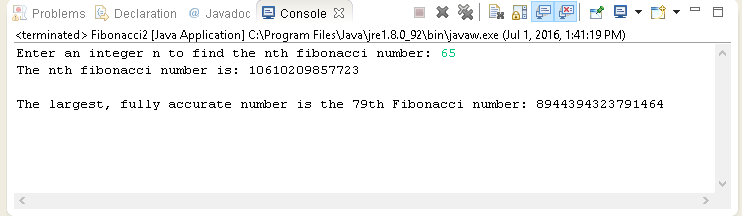 Problems @ Declaration @ Javadoc Console
<terminated> Fibonacci2 [Java Application] C:\Program Files\Java\jre1.8.0_92\bin\javaw.exe (Jul 1, 2016, 1:41:19 PM)
Enter an integer n to find the nth fibonacci number: 65
The nth fibonacci number is: 10610209857723
The largest, fully accurate number is the 79th Fibonacci number: 8944394323791464